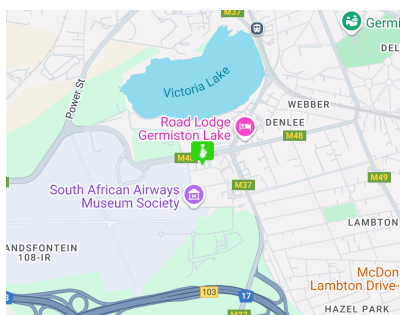 M37
Germi
DEL
Power St
Victoria Lake
WEBBER
Road Lodge
Germiston Lake
DENLEE
M48
M48
M37
M49
South African Airways
Museum Society
LAMBTON
ANDSFONTEIN
108-IR
McDon
Lambton Drive-
103
17
M37
HAZEL PARK